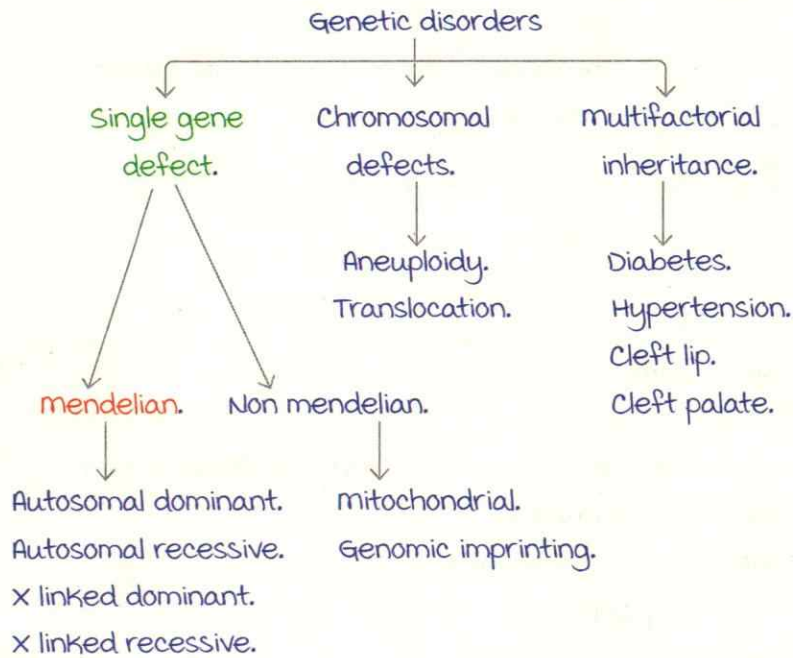 Genetic disorders
Single gene
defect.
Chromosomal
defects.
multifactorial
inheritance.
Aneuploidy.
Translocation.
Diabetes.
Hypertension.
Cleft lip.
Cleft palate.
mendelian.
Non mendelian.
Autosomal dominant.
Autosomal recessive.
X linked dominant.
X linked recessive.
mitochondrial.
Genomic imprinting.